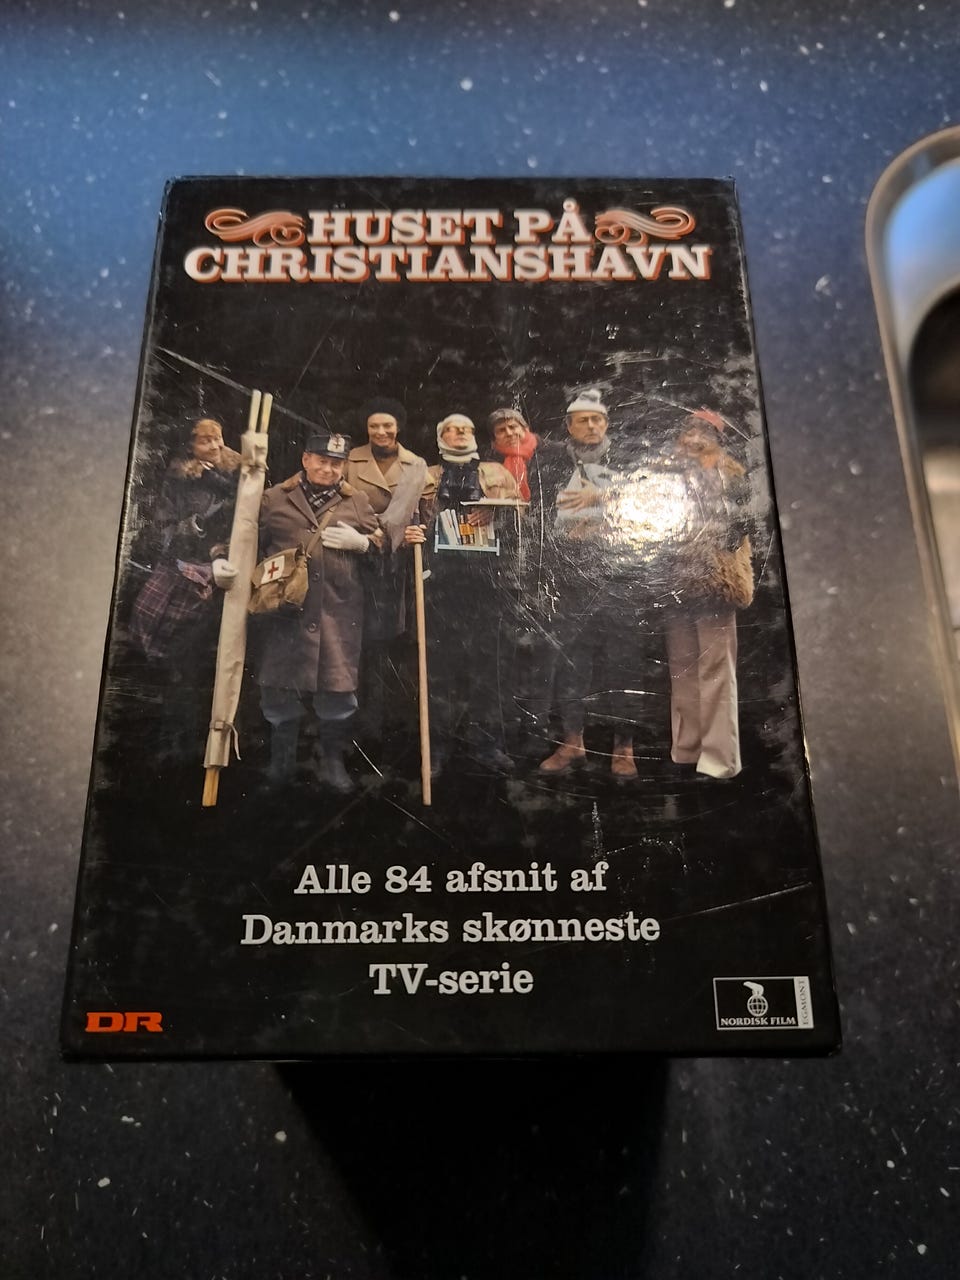 HUSET PÅ
CHRISTIANSHAVN
Alle 84 afsnit af
Danmarks skønneste
TV-serie
DR
NORDISK FILM
EGMONT